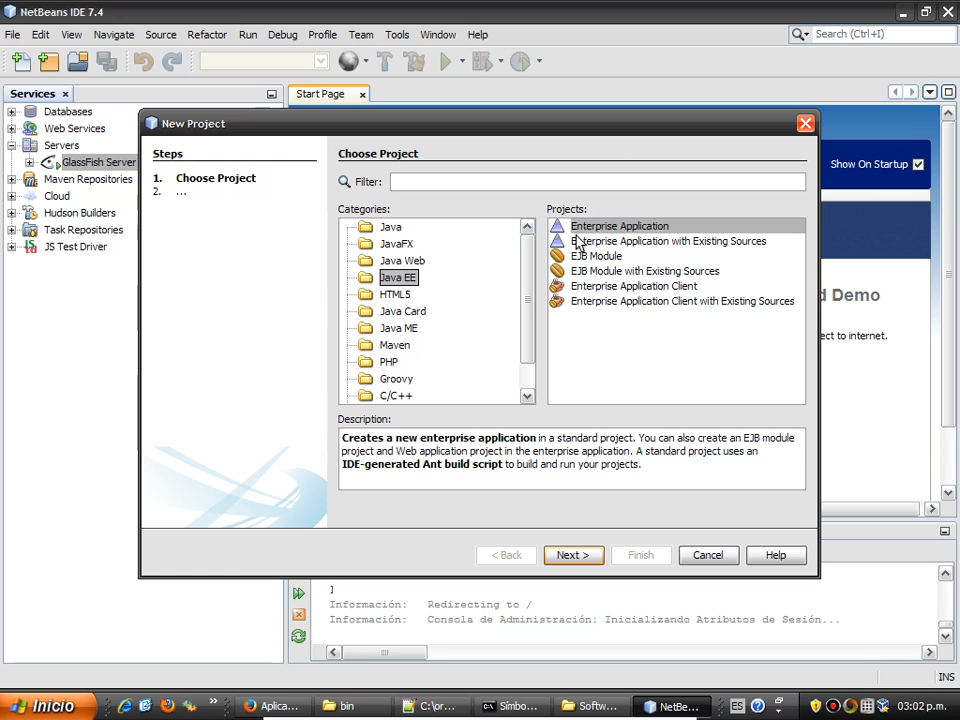 NetBeans IDE 7.4
File Edit View Navigate Source Refactor Run Debug Profile Team Tools Window Help
Search (Ctrl+I)
Services
Start Page
Databases
Web Services
Servers
GlassFish Server
Maven Repositories
Cloud
Hudson Builders
Task Repositories
JS Test Driver
Show On Startup
d Demo
ect to internet.
New Project
Steps
1. Choose Project
2. ...
Choose Project
Filter:
Categories:
Java
JavaFX
Java Web
Java EE
HTML5
Java Card
Java ME
Maven
PHP
Groovy
C/C++
Projects:
Enterprise Application
Enterprise Application with Existing Sources
EJB Module
EJB Module with Existing Sources
Enterprise Application Client
Enterprise Application Client with Existing Sources
Description:
Creates a new enterprise application in a standard project. You can also create an EJB module
project and Web application project in the enterprise application. A standard project uses an
IDE-generated Ant build script to build and run your projects.
< Back Next > Finish Cancel Help
]
Información: Redirecting to /
Información: Consola de Administración: Inicializando Atributos de Sesión...
INS
Inicio
»
Aplica...
bin
C:\pr...
Símbo...
Softw...
NetBe...
ES
03:02 p.m.